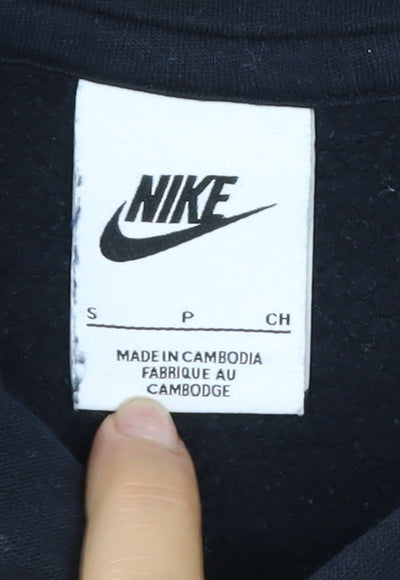 NIKE
S P CH
MADE IN CAMBODIA
FABRIQUE AU
CAMBODGE